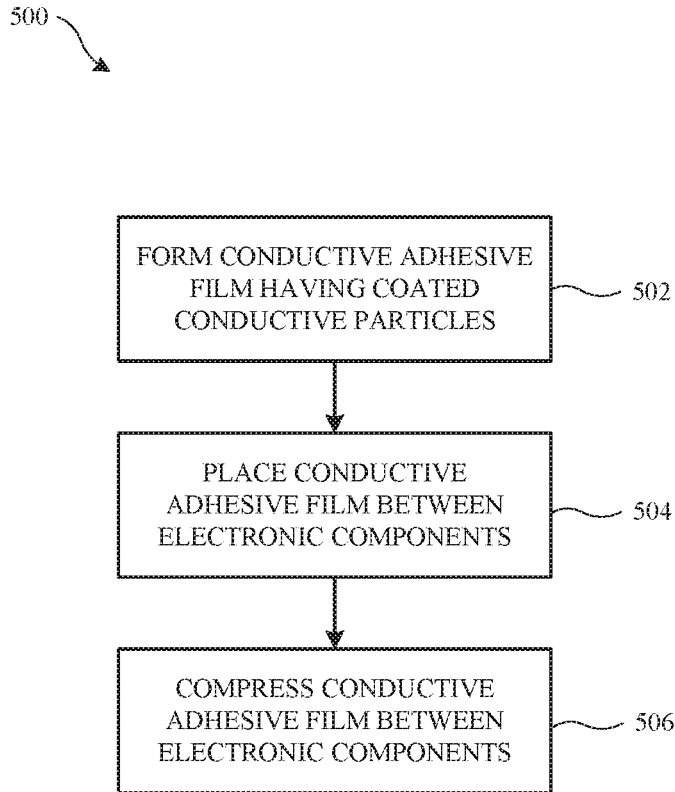 500
FORM CONDUCTIVE ADHESIVE
FILM HAVING COATED
CONDUCTIVE PARTICLES
502
PLACE CONDUCTIVE
ADHESIVE FILM BETWEEN
ELECTRONIC COMPONENTS
504
COMPRESS CONDUCTIVE
ADHESIVE FILM BETWEEN
ELECTRONIC COMPONENTS
506